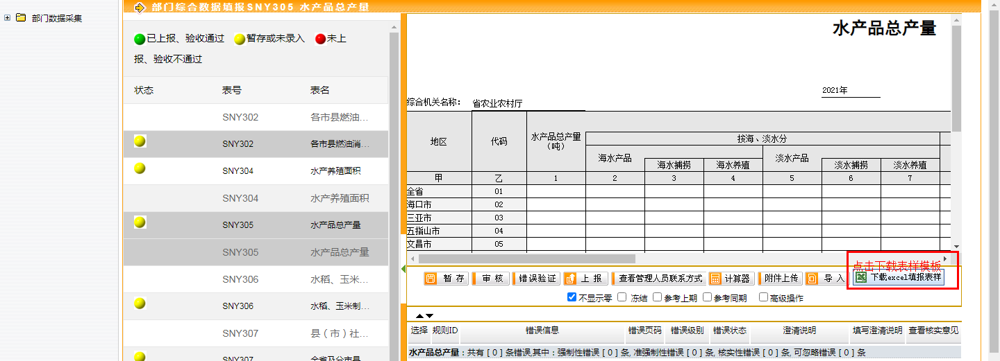 部门数据采集
部门综合数据填报SNY305 水产品总产量
已上报、验收通过 暂存或未录入 未上
报、验收不通过
状态 表号 表名
SNY302 各市县燃油…
SNY302 各市县燃油消…
SNY304 水产养殖面积
SNY304 水产养殖面积
SNY305 水产品总产量
SNY305 水产品总产量
SNY306 水稻、玉米…
SNY306 水稻、玉米制…
SNY307 县（市）社…
SNY307 全省及分市县
水产品总产量
2021年
综合机关名称： 省农业农村厅
地区 代码 水产品总产量（吨） 按海、淡水分
海水产品 海水捕捞 海水养殖 淡水产品 淡水捕捞 淡水养殖
甲 乙 1 2 3 4 5 6 7
全省 01
海口市 02
三亚市 03
五指山市 04
文昌市 05
点击下载表样模板
暂 存 审 核 错误验证 上 报 查看管理人员联系方式 计算器 附件上传 导 入 下载excel填报表样
不显示零 冻结 参考上期 参考同期 高级操作
选择 规则ID 错误信息 错误页码 错误级别 错误状态 澄清说明 填写澄清说明 查看核实意见
水产品总产量：共有 [ 0 ] 条错误,其中：强制性错误 [ 0 ] 条, 准强制性错误 [ 0 ] 条, 核实性错误 [ 0 ] 条, 可忽略错误 [ 0 ] 条